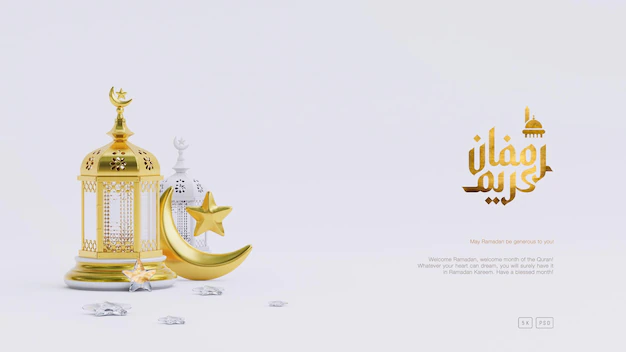 رمضان
كريم
May Ramadan be generous to you!
Welcome Ramadan, welcome month of the Quran!
Whatever your heart can dream, you will surely have it
in Ramadan Kareem. Have a blessed month!
5K PSD